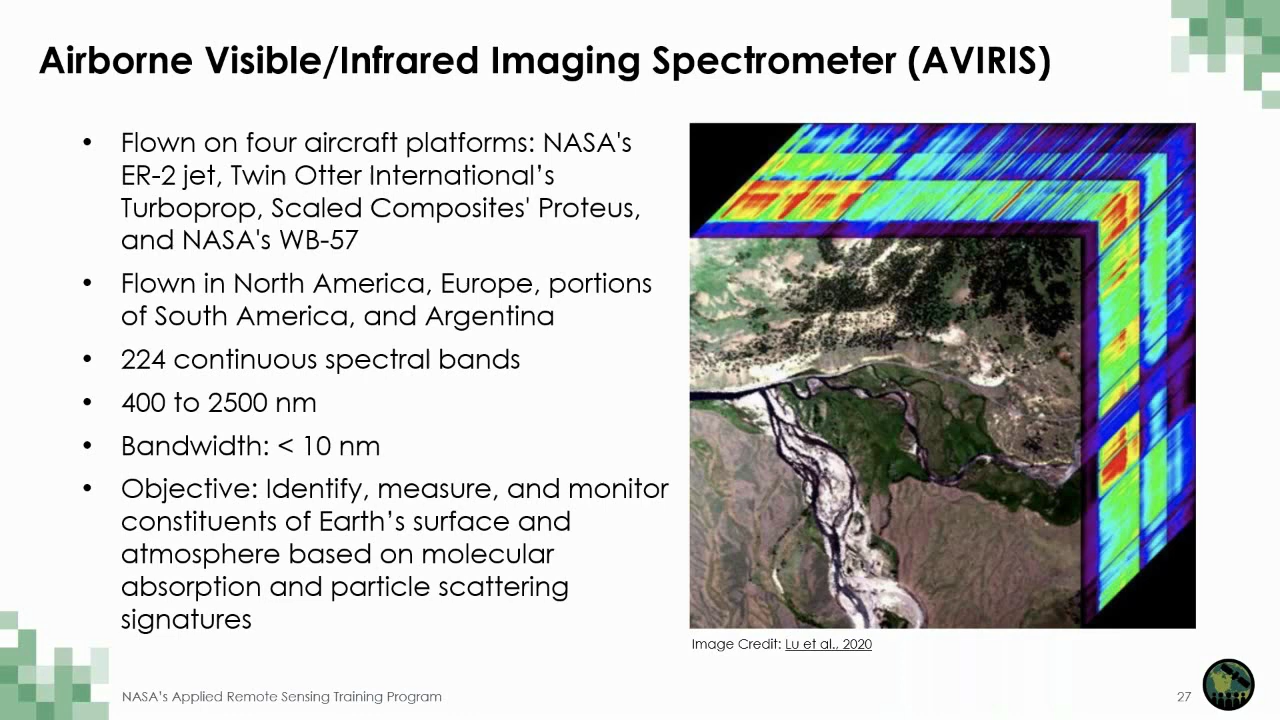 Airborne Visible/Infrared Imaging Spectrometer (AVIRIS)
• Flown on four aircraft platforms: NASA's
ER-2 jet, Twin Otter International’s
Turboprop, Scaled Composites' Proteus,
and NASA's WB-57
• Flown in North America, Europe, portions
of South America, and Argentina
• 224 continuous spectral bands
• 400 to 2500 nm
• Bandwidth: < 10 nm
• Objective: Identify, measure, and monitor
constituents of Earth’s surface and
atmosphere based on molecular
absorption and particle scattering
signatures
Image Credit: Lu et al., 2020
NASA’s Applied Remote Sensing Training Program
27